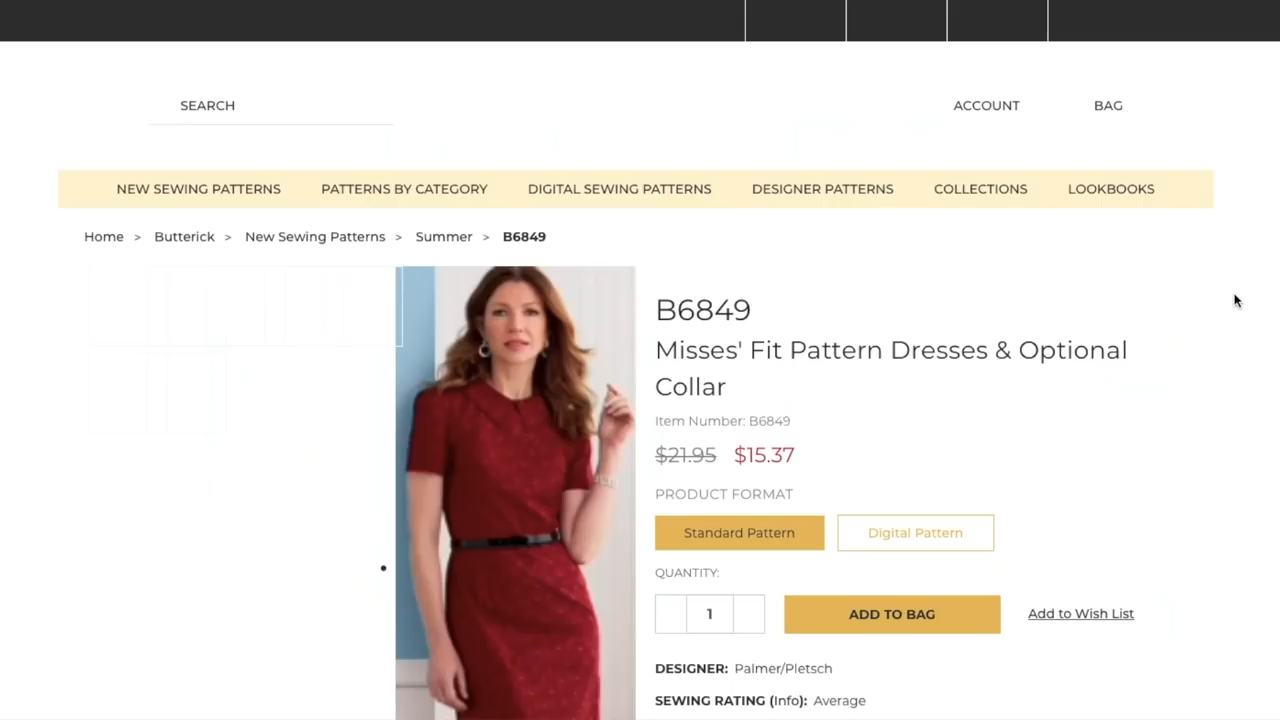 SEARCH
ACCOUNT
BAG
NEW SEWING PATTERNS
PATTERNS BY CATEGORY
DIGITAL SEWING PATTERNS
DESIGNER PATTERNS
COLLECTIONS
LOOKBOOKS
Home > Butterick > New Sewing Patterns > Summer > B6849
B6849
Misses' Fit Pattern Dresses & Optional
Collar
Item Number: B6849
$21.95 $15.37
PRODUCT FORMAT
Standard Pattern
Digital Pattern
QUANTITY:
1
ADD TO BAG
Add to Wish List
DESIGNER: Palmer/Pletsch
SEWING RATING (Info): Average